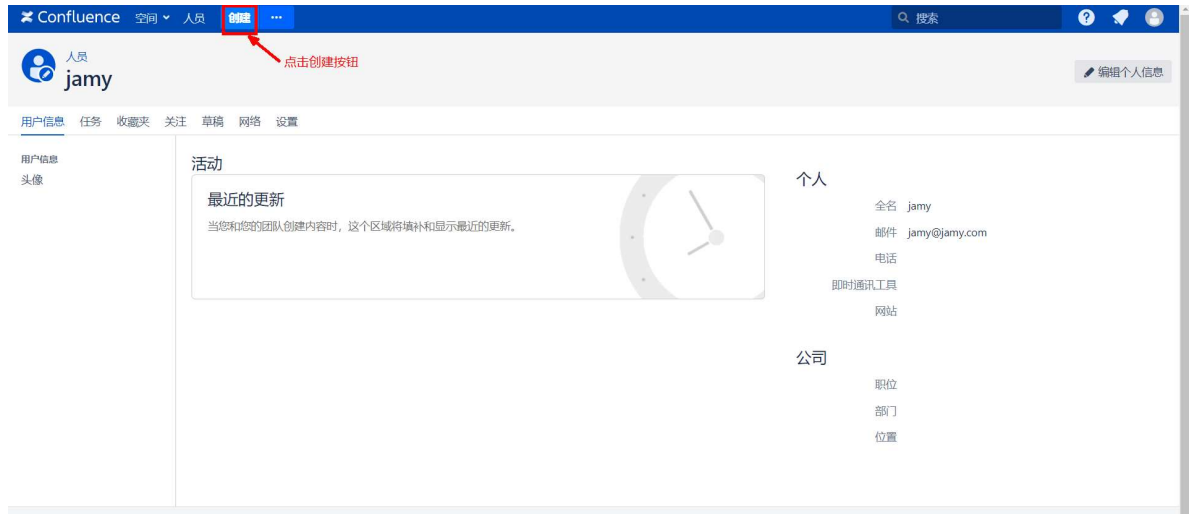 Confluence 空间 人员 创建 ··· 搜索
点击创建按钮
人员
jamy
编辑个人信息
用户信息 任务 收藏夹 关注 草稿 网络 设置
用户信息
头像
活动
最近的更新
当您和您的团队创建内容时，这个区域将填补和显示最近的更新。
个人
全名 jamy
邮件 jamy@jamy.com
电话
即时通讯工具
网站
公司
职位
部门
位置